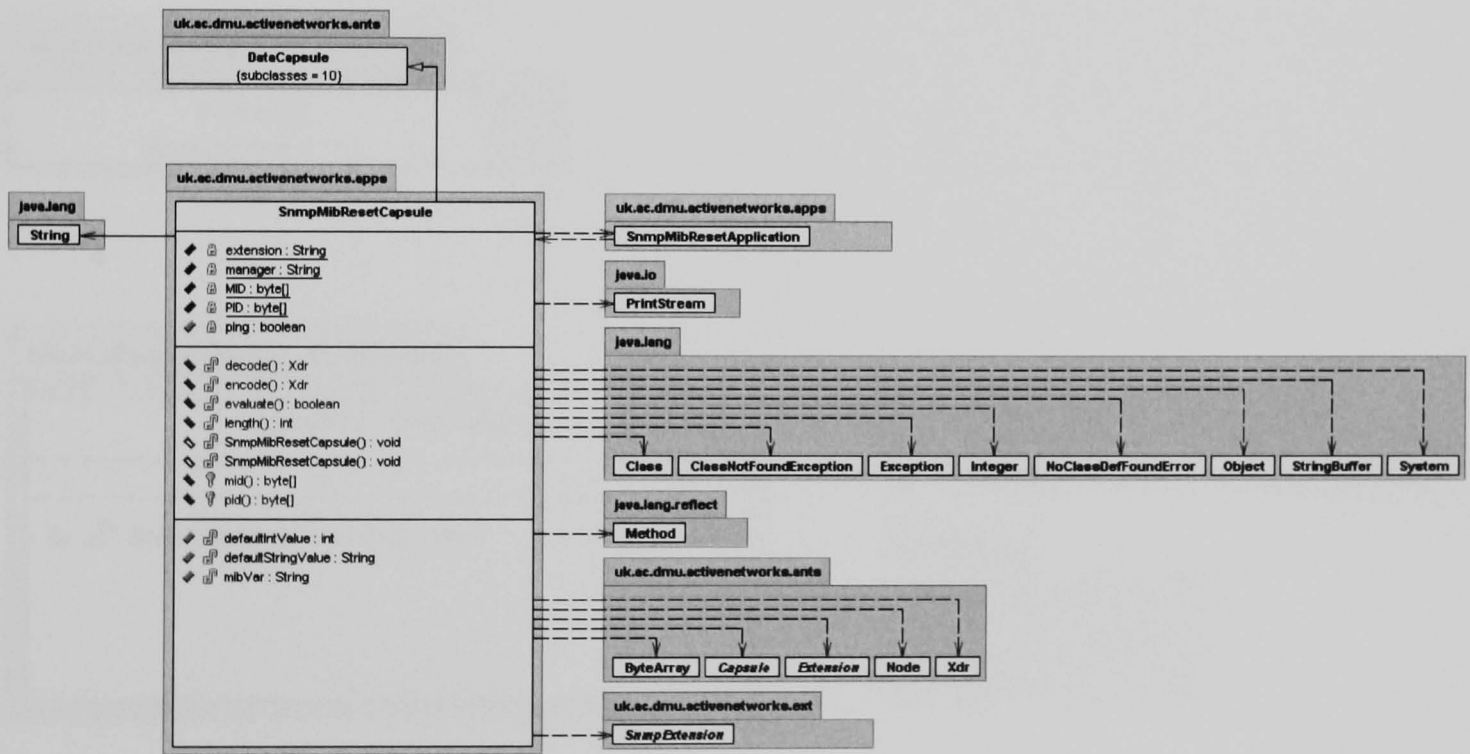 uk.ac.dmu.activenetworks.ants
DataCapsule
{subclasses = 10}
uk.ac.dmu.activenetworks.apps
java.lang
String
SnmpMibResetCapsule
extension : String
manager : String
MID : byte[]
PID : byte[]
ping : boolean
decode() : Xdr
encode() : Xdr
evaluate() : boolean
length() : int
SnmpMibResetCapsule() : void
SnmpMibResetCapsule() : void
mid() : byte[]
pid() : byte[]
defaultIntValue : int
defaultStringValue : String
mibVar : String
uk.ac.dmu.activenetworks.apps
SnmpMibResetApplication
java.io
PrintStream
java.lang
Class ClassNotFoundException Exception Integer NoClassDefFoundError Object StringBuffer System
java.lang.reflect
Method
uk.ac.dmu.activenetworks.ants
ByteArray Capsule Extension Node Xdr
uk.ac.dmu.activenetworks.ext
SnmpExtension